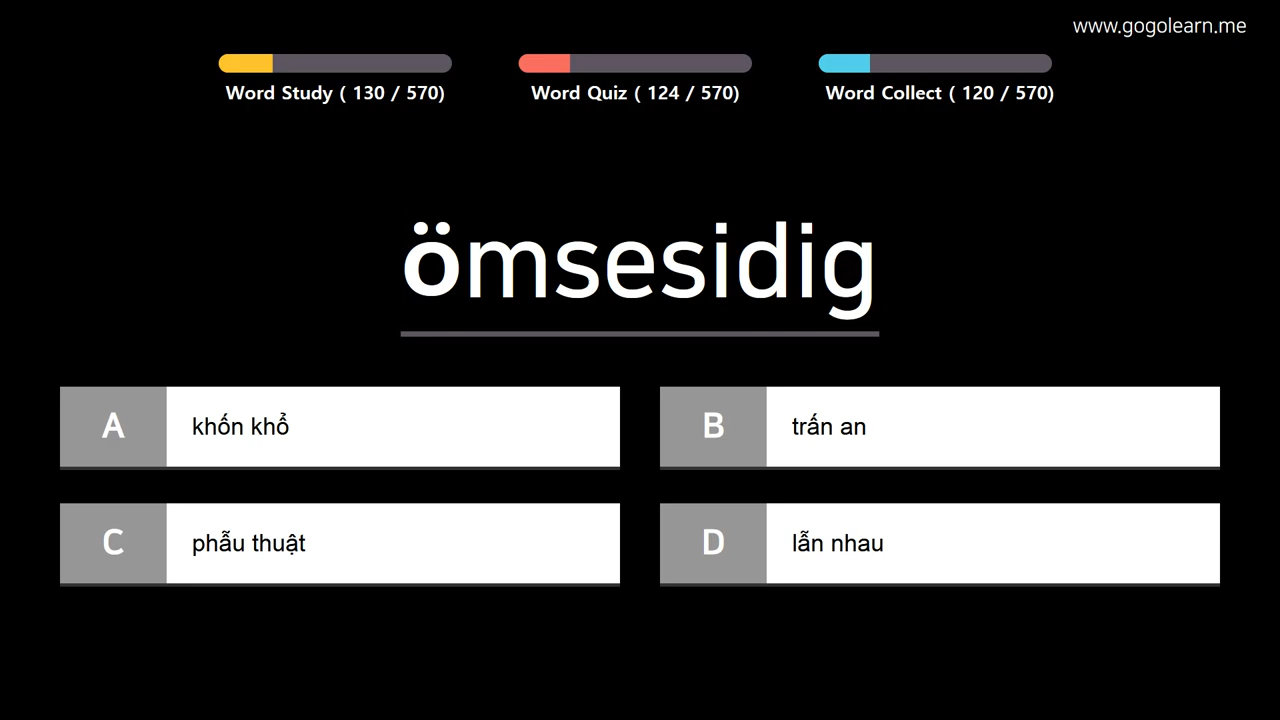 www.gogolearn.me
Word Study ( 130 / 570)
Word Quiz ( 124 / 570)
Word Collect ( 120 / 570)
ömsesidig
A khốn khổ
B trấn an
C phẫu thuật
D lẫn nhau